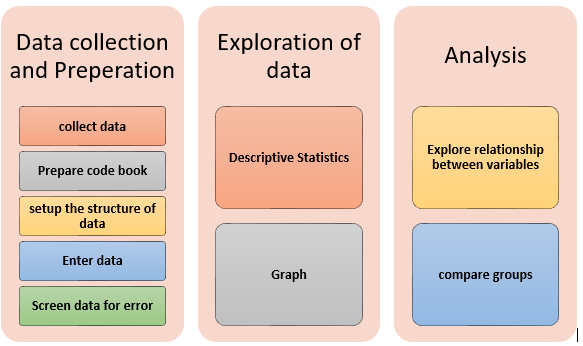 Data collection
and Preperation
collect data
Prepare code book
setup the structure of
data
Enter data
Screen data for error
Exploration of
data
Descriptive Statistics
Graph
Analysis
Explore relationship
between variables
compare groups